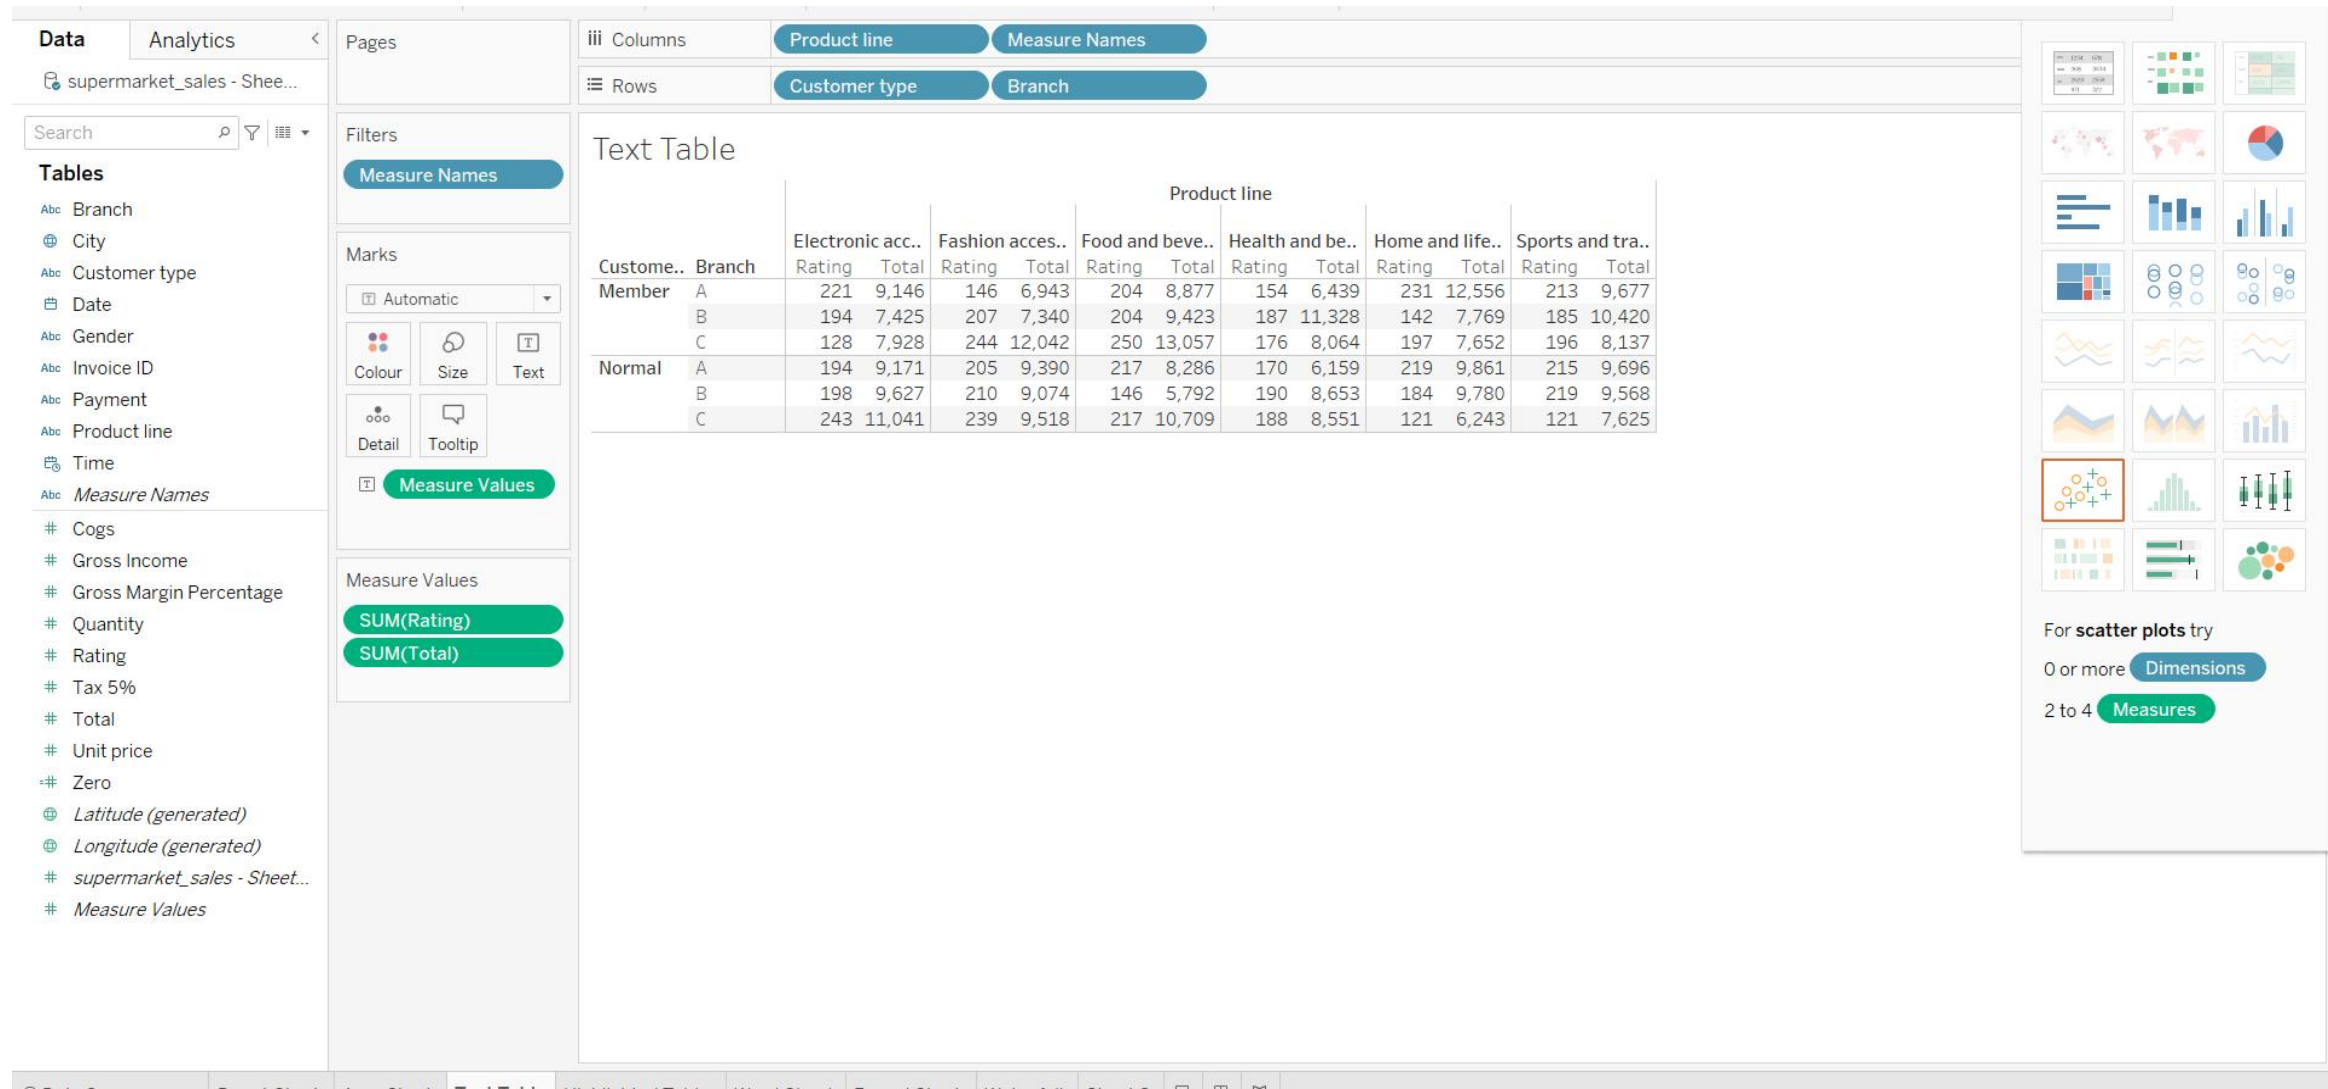 Data Analytics
supermarket_sales - Shee...
Search
Tables
Abc Branch
City
Abc Customer type
Date
Abc Gender
Abc Invoice ID
Abc Payment
Abc Product line
Time
Abc Measure Names
# Cogs
# Gross Income
# Gross Margin Percentage
# Quantity
# Rating
# Tax 5%
# Total
# Unit price
=# Zero
Latitude (generated)
Longitude (generated)
# supermarket_sales - Sheet...
# Measure Values
Pages
Filters
Measure Names
Marks
T Automatic
Colour Size Text
Detail Tooltip
T Measure Values
Measure Values
SUM(Rating)
SUM(Total)
iii Columns Product line Measure Names
Rows Customer type Branch
Text Table
Product line
Electronic acc.. Fashion acces.. Food and beve.. Health and be.. Home and life.. Sports and tra..
Custome.. Branch Rating Total Rating Total Rating Total Rating Total Rating Total Rating Total
Member A 221 9,146 146 6,943 204 8,877 154 6,439 231 12,556 213 9,677
B 194 7,425 207 7,340 204 9,423 187 11,328 142 7,769 185 10,420
C 128 7,928 244 12,042 250 13,057 176 8,064 197 7,652 196 8,137
Normal A 194 9,171 205 9,390 217 8,286 170 6,159 219 9,861 215 9,696
B 198 9,627 210 9,074 146 5,792 190 8,653 184 9,780 219 9,568
C 243 11,041 239 9,518 217 10,709 188 8,551 121 6,243 121 7,625
For scatter plots try
0 or more Dimensions
2 to 4 Measures